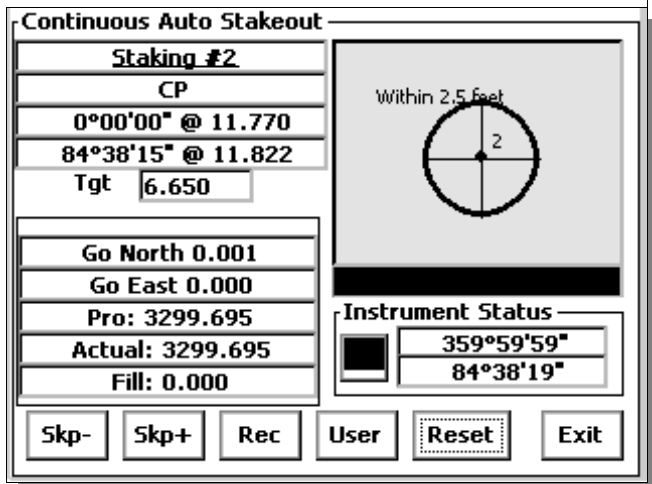 Continuous Auto Stakeout
Staking #2
CP
0°00'00" @ 11.770
84°38'15" @ 11.822
Tgt 6.650
Within 2.5 feet
2
Go North 0.001
Go East 0.000
Pro: 3299.695
Actual: 3299.695
Fill: 0.000
Instrument Status
359°59'59"
84°38'19"
Skp- Skp+ Rec User Reset Exit